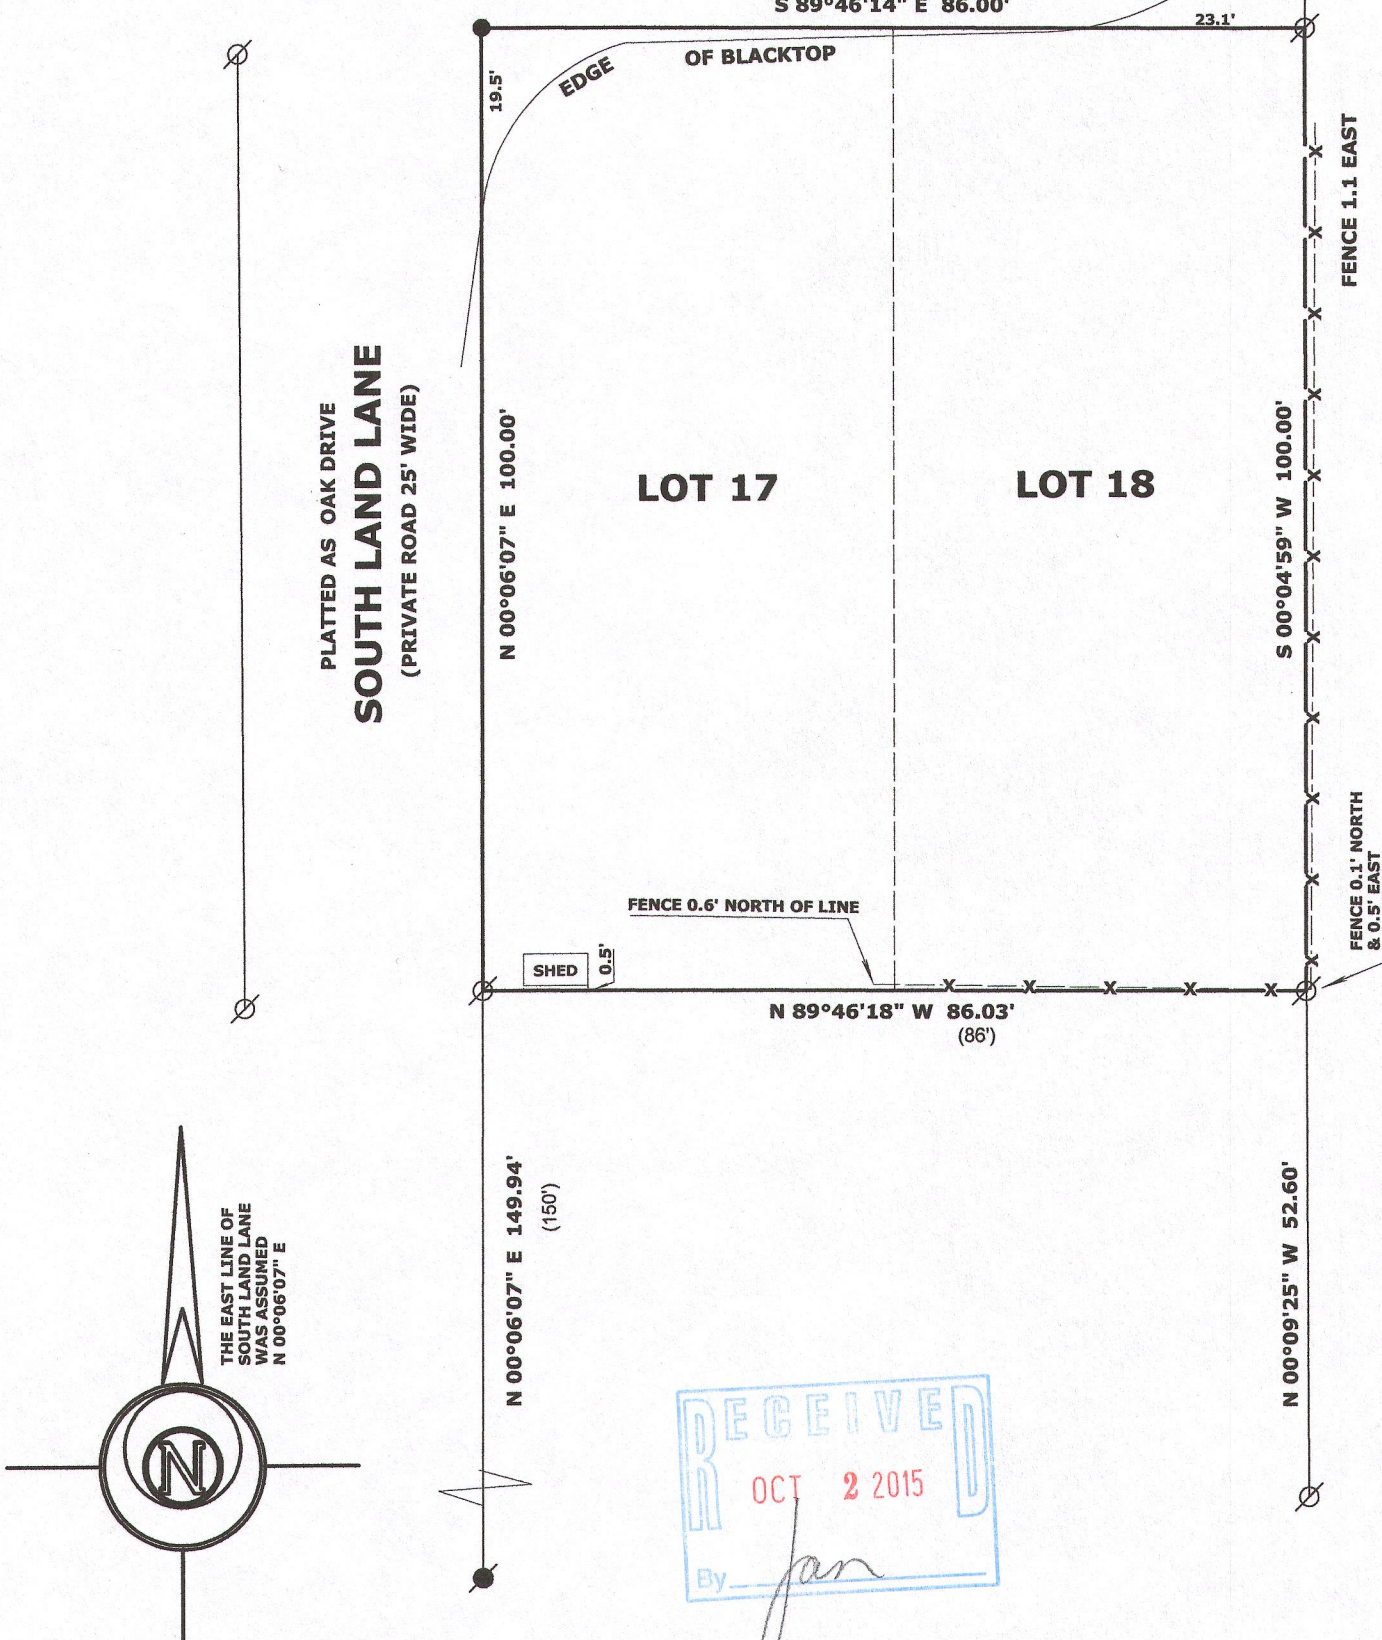 S 89°46'14" E 86.00'
23.1'
EDGE
OF BLACKTOP
19.5'
FENCE 1.1 EAST
PLATTED AS OAK DRIVE
SOUTH LAND LANE
(PRIVATE ROAD 25' WIDE)
N 00°06'07" E 100.00'
LOT 17
LOT 18
S 00°04'59" W 100.00'
FENCE 0.6' NORTH OF LINE
SHED
0.5'
FENCE 0.1' NORTH
& 0.5' EAST
N 89°46'18" W 86.03'
(86')
N 00°06'07" E 149.94'
(150')
N 00°09'25" W 52.60'
THE EAST LINE OF
SOUTH LAND LANE
WAS ASSUMED
N 00°06'07" E
N
RECEIVED
OCT 2 2015
By Jan